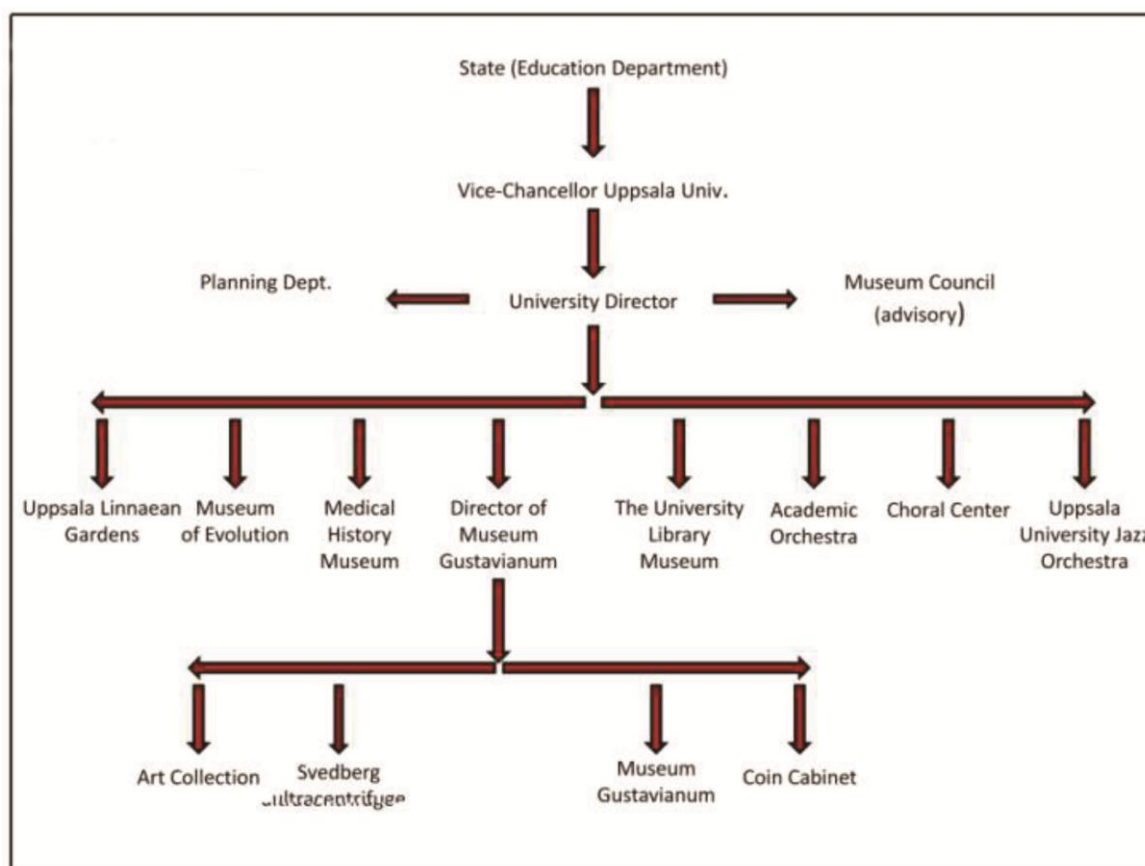 State (Education Department)
Vice-Chancellor Uppsala Univ.
Planning Dept.
University Director
Museum Council
(advisory)
Uppsala Linnaean
Gardens
Museum
of Evolution
Medical
History
Museum
Director of
Museum
Gustavianum
The University
Library
Museum
Academic
Orchestra
Choral Center
Uppsala
University Jazz
Orchestra
Art Collection
Svedberg
ultracentrifuge
Museum
Gustavianum
Coin Cabinet